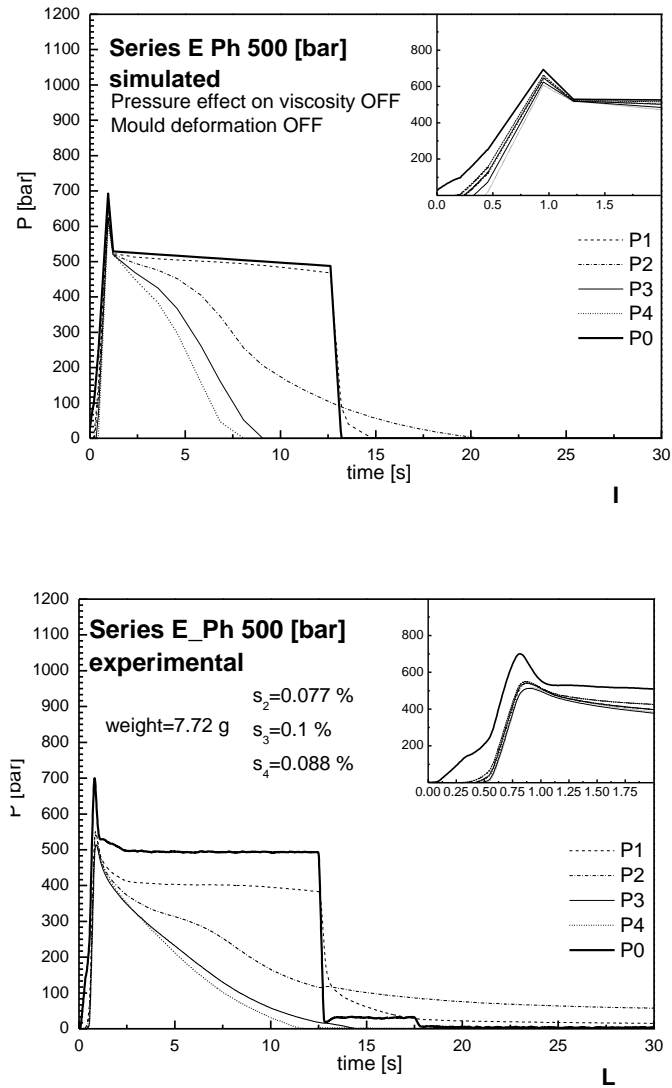 1200
1100
1000
900
800
700
600
500
400
300
200
100
0
P [bar]
Series E Ph 500 [bar]
simulated
Pressure effect on viscosity OFF
Mould deformation OFF
800
600
400
200
0.0 0.5 1.0 1.5
P1
P2
P3
P4
P0
0 5 10 15 20 25 30
time [s]
I
1200
1100
1000
900
800
700
600
500
400
300
200
100
0
P [bar]
Series E_Ph 500 [bar]
experimental
weight=7.72 g
s2=0.077 %
s3=0.1 %
s4=0.088 %
800
600
400
200
0.00 0.25 0.50 0.75 1.00 1.25 1.50 1.75
P1
P2
P3
P4
P0
0 5 10 15 20 25 30
time [s]
L